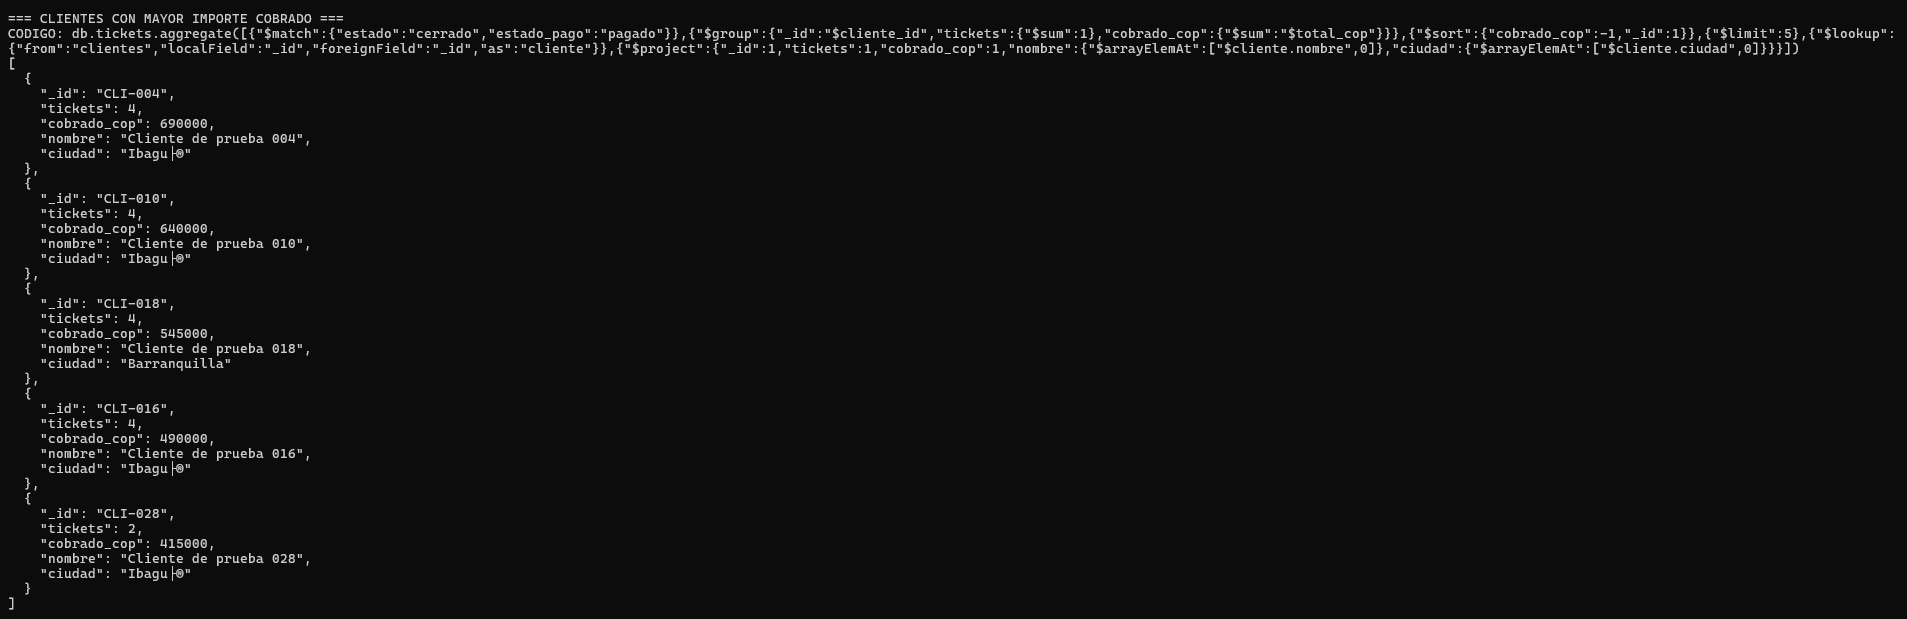 === CLIENTES CON MAYOR IMPORTE COBRADO ===
CODIGO: db.tickets.aggregate([{"$match":{"estado":"cerrado","estado_pago":"pagado"}},{"$group":{"_id":"$cliente_id","tickets":{"$sum":1},"cobrado_cop":{"$sum":"$total_cop"}}},{"$sort":{"cobrado_cop":-1,"_id":1}},{"$limit":5},{"$lookup":
{"from":"clientes","localField":"_id","foreignField":"_id","as":"cliente"}},{"$project":{"_id":1,"tickets":1,"cobrado_cop":1,"nombre":{"$arrayElemAt":["$cliente.nombre",0]},"ciudad":{"$arrayElemAt":["$cliente.ciudad",0]}}}])
[
  {
    "_id": "CLI-004",
    "tickets": 4,
    "cobrado_cop": 690000,
    "nombre": "Cliente de prueba 004",
    "ciudad": "Ibagu├®"
  },
  {
    "_id": "CLI-010",
    "tickets": 4,
    "cobrado_cop": 640000,
    "nombre": "Cliente de prueba 010",
    "ciudad": "Ibagu├®"
  },
  {
    "_id": "CLI-018",
    "tickets": 4,
    "cobrado_cop": 545000,
    "nombre": "Cliente de prueba 018",
    "ciudad": "Barranquilla"
  },
  {
    "_id": "CLI-016",
    "tickets": 4,
    "cobrado_cop": 490000,
    "nombre": "Cliente de prueba 016",
    "ciudad": "Ibagu├®"
  },
  {
    "_id": "CLI-028",
    "tickets": 2,
    "cobrado_cop": 415000,
    "nombre": "Cliente de prueba 028",
    "ciudad": "Ibagu├®"
  }
]